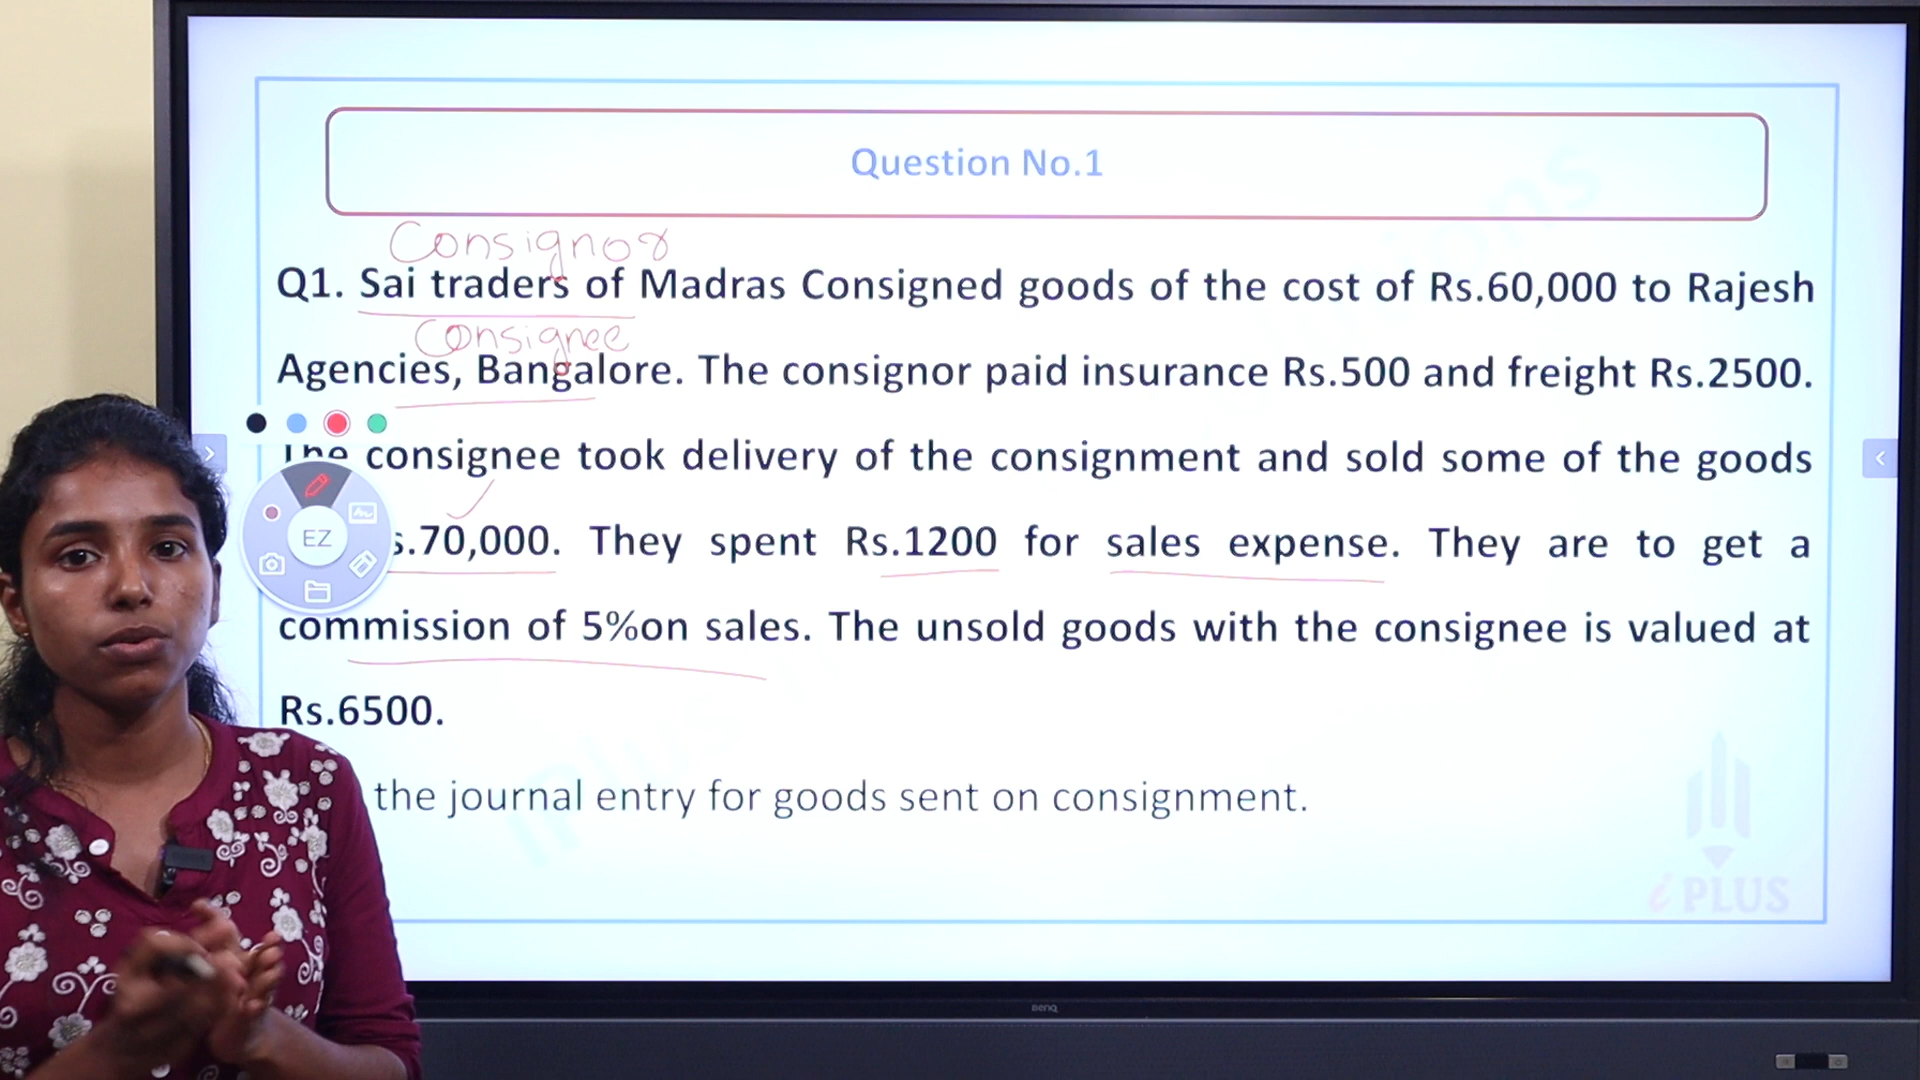 Question No.1
Consignor
Q1. Sai traders of Madras Consigned goods of the cost of Rs.60,000 to Rajesh
Consignee
Agencies, Bangalore. The consignor paid insurance Rs.500 and freight Rs.2500.
The consignee took delivery of the consignment and sold some of the goods
s.70,000. They spent Rs.1200 for sales expense. They are to get a
EZ
commission of 5%on sales. The unsold goods with the consignee is valued at
Rs.6500.
the journal entry for goods sent on consignment.
iPLUS
BenQ